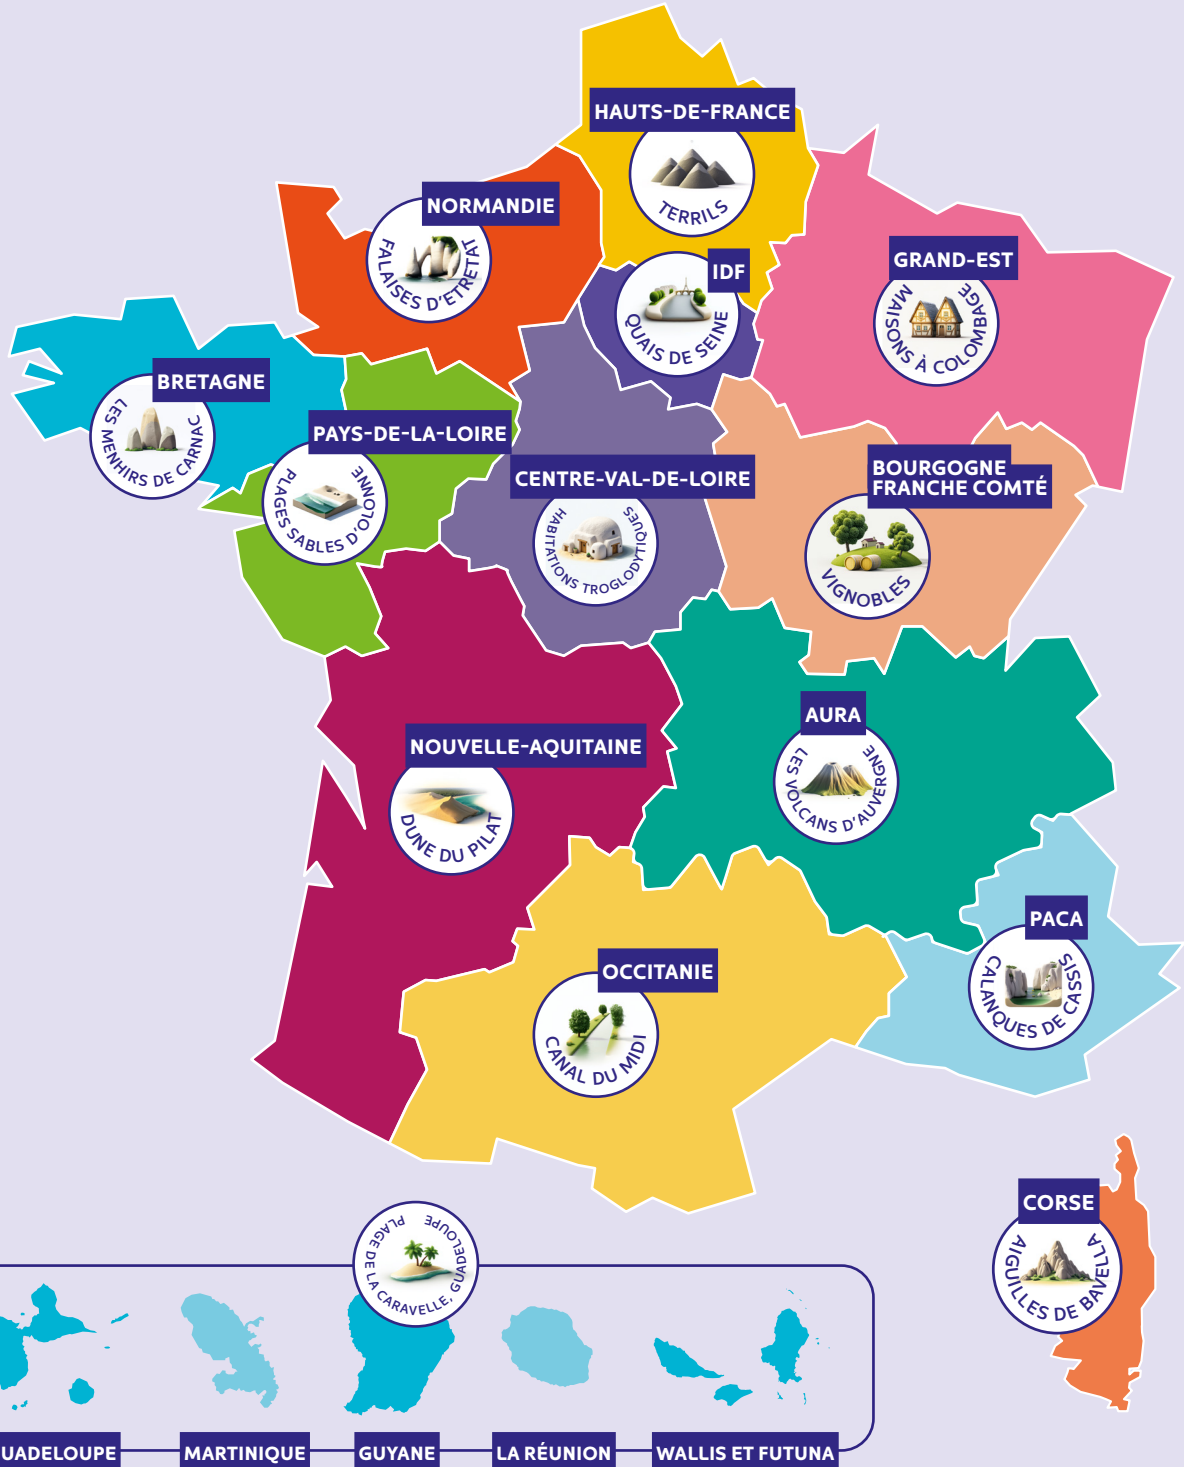 HAUTS-DE-FRANCE
TERRILS
NORMANDIE
FALAISES D'ETRETAT
IDF
QUAIS DE SEINE
GRAND-EST
MAISONS À COLOMBAGE
BRETAGNE
LES MENHIRS DE CARNAC
PAYS-DE-LA-LOIRE
PLAGES SABLES D'OLONNE
CENTRE-VAL-DE-LOIRE
HABITATIONS TROGLODYTIQUES
BOURGOGNE
FRANCHE COMTÉ
VIGNOBLES
NOUVELLE-AQUITAINE
DUNE DU PILAT
AURA
LES VOLCANS D'AUVERGNE
PACA
CALANQUES DE CASSIS
OCCITANIE
CANAL DU MIDI
CORSE
AIGUILLES DE BAVELLA
PLAGE DE LA CARAVELLE, GUADELOUPE
UADELOUPE
MARTINIQUE
GUYANE
LA RÉUNION
WALLIS ET FUTUNA